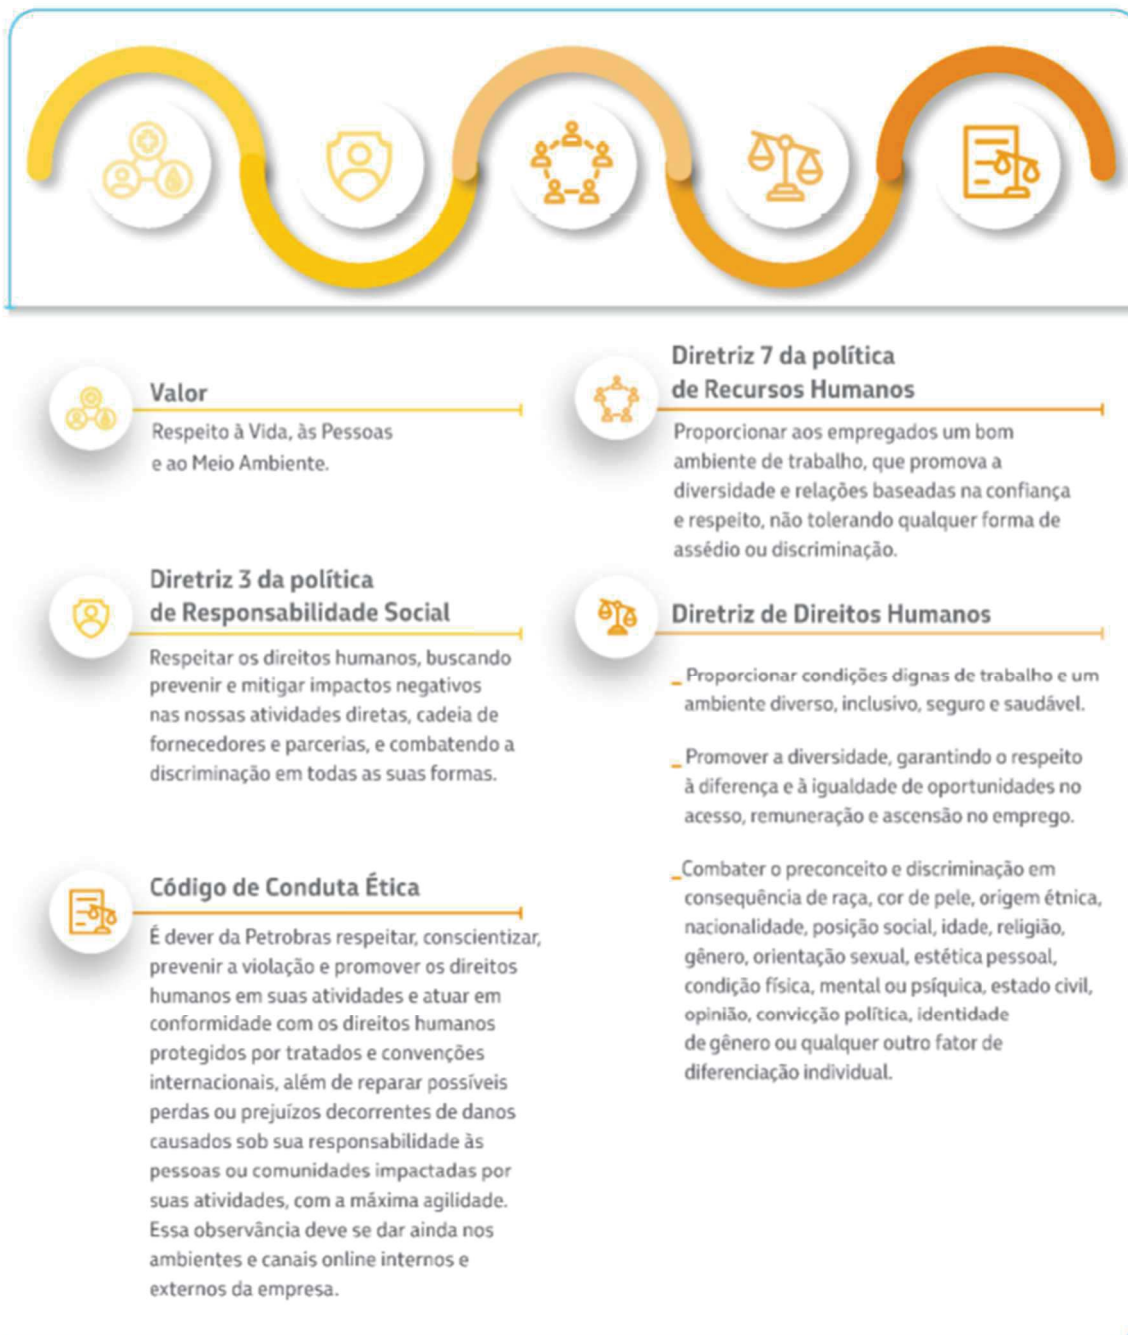 Valor
Respeito à Vida, às Pessoas
e ao Meio Ambiente.
Diretriz 3 da política
de Responsabilidade Social
Respeitar os direitos humanos, buscando
prevenir e mitigar impactos negativos
nas nossas atividades diretas, cadeia de
fornecedores e parcerias, e combatendo a
discriminação em todas as suas formas.
Código de Conduta Ética
É dever da Petrobras respeitar, conscientizar,
prevenir a violação e promover os direitos
humanos em suas atividades e atuar em
conformidade com os direitos humanos
protegidos por tratados e convenções
internacionais, além de reparar possíveis
perdas ou prejuízos decorrentes de danos
causados sob sua responsabilidade às
pessoas ou comunidades impactadas por
suas atividades, com a máxima agilidade.
Essa observância deve se dar ainda nos
ambientes e canais online internos e
externos da empresa.
Diretriz 7 da política
de Recursos Humanos
Proporcionar aos empregados um bom
ambiente de trabalho, que promova a
diversidade e relações baseadas na confiança
e respeito, não tolerando qualquer forma de
assédio ou discriminação.
Diretriz de Direitos Humanos
_ Proporcionar condições dignas de trabalho e um
ambiente diverso, inclusivo, seguro e saudável.
_ Promover a diversidade, garantindo o respeito
à diferença e à igualdade de oportunidades no
acesso, remuneração e ascensão no emprego.
_ Combater o preconceito e discriminação em
consequência de raça, cor de pele, origem étnica,
nacionalidade, posição social, idade, religião,
gênero, orientação sexual, estética pessoal,
condição física, mental ou psíquica, estado civil,
opinião, convicção política, identidade
de gênero ou qualquer outro fator de
diferenciação individual.